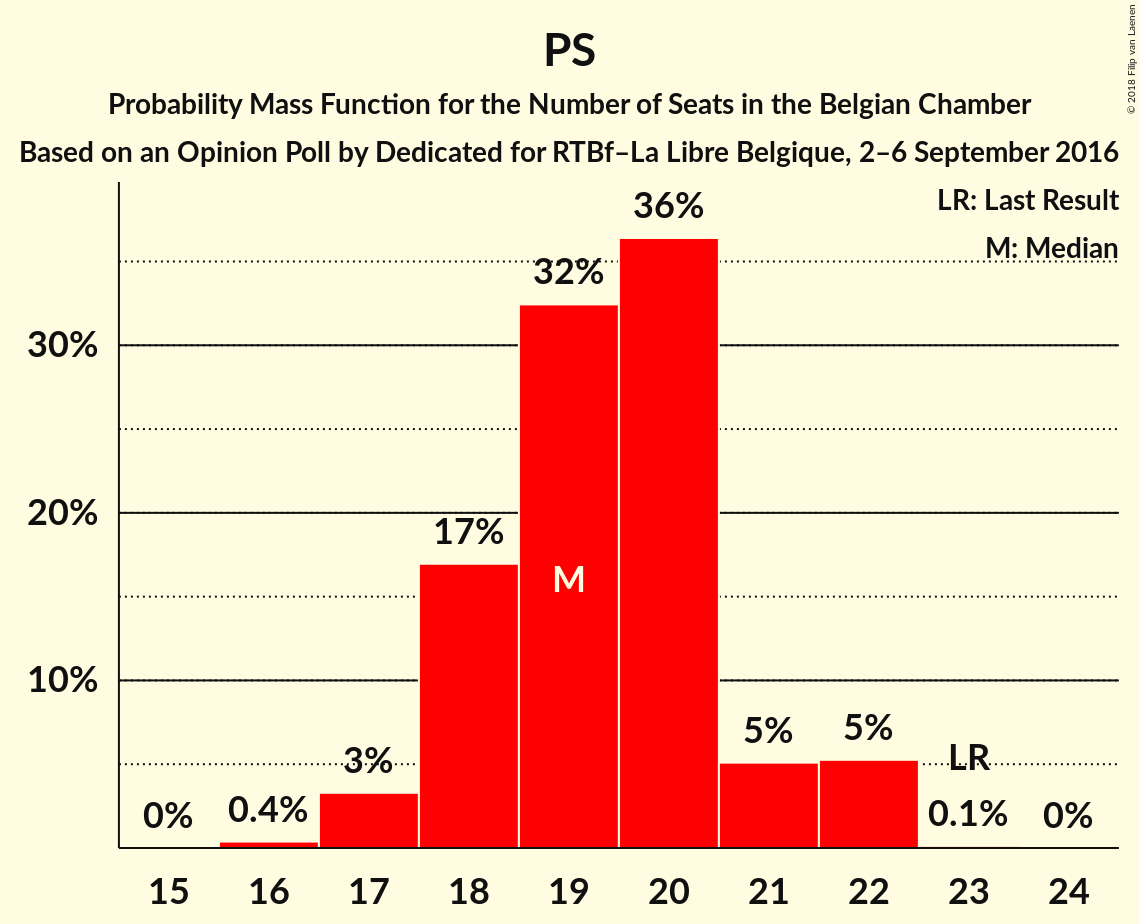 PS
Probability Mass Function for the Number of Seats in the Belgian Chamber
Based on an Opinion Poll by Dedicated for RTBf–La Libre Belgique, 2–6 September 2016
© 2018 Filip van Laenen
LR: Last Result
M: Median
36%
32%
30%
20%
17%
M
10%
5%
5%
3%
LR
0%
0.4%
0.1%
0%
15 16 17 18 19 20 21 22 23 24